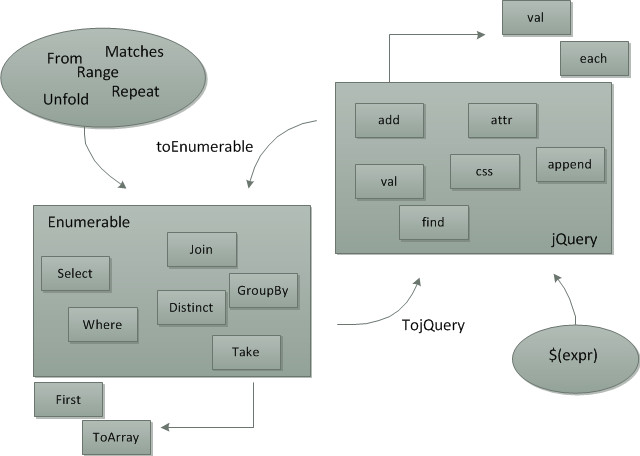 From
Matches
Range
Unfold
Repeat
toEnumerable
Enumerable
Join
Select
GroupBy
Distinct
Where
Take
First
ToArray
val
each
add
attr
append
css
val
find
jQuery
TojQuery
$(expr)